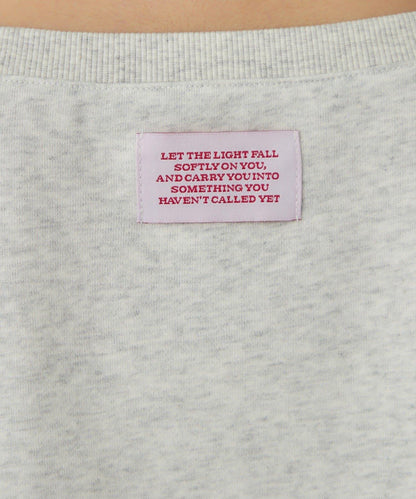 LET THE LIGHT FALL
SOFTLY ON YOU,
AND CARRY YOU INTO
SOMETHING YOU
HAVEN'T CALLED YET